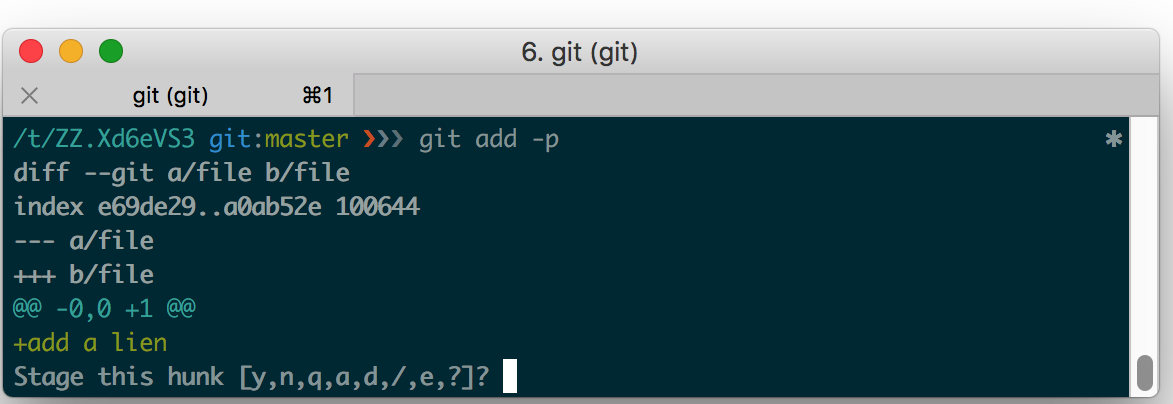 6. git (git)
git (git) ⌘1
/t/ZZ.Xd6eVS3 git:master ❯❯❯ git add -p ✱
diff --git a/file b/file
index e69de29..a0ab52e 100644
--- a/file
+++ b/file
@@ -0,0 +1 @@
+add a lien
Stage this hunk [y,n,q,a,d,/,e,?]?